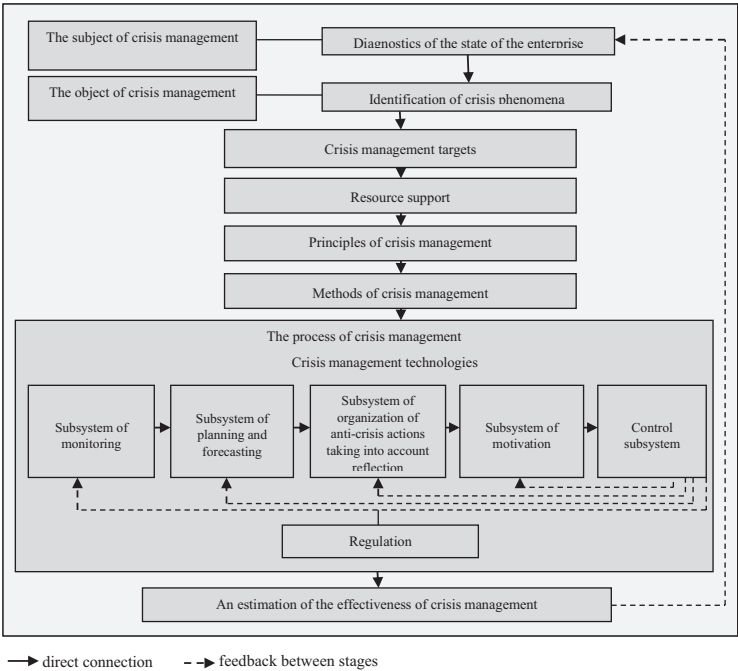 The subject of crisis management
Diagnostics of the state of the enterprise
The object of crisis management
Identification of crisis phenomena
Crisis management targets
Resource support
Principles of crisis management
Methods of crisis management
The process of crisis management
Crisis management technologies
Subsystem of
monitoring
Subsystem of
planning and
forecasting
Subsystem of
organization of
anti-crisis actions
taking into account
reflection
Subsystem of
motivation
Control
subsystem
Regulation
An estimation of the effectiveness of crisis management
direct connection
feedback between stages